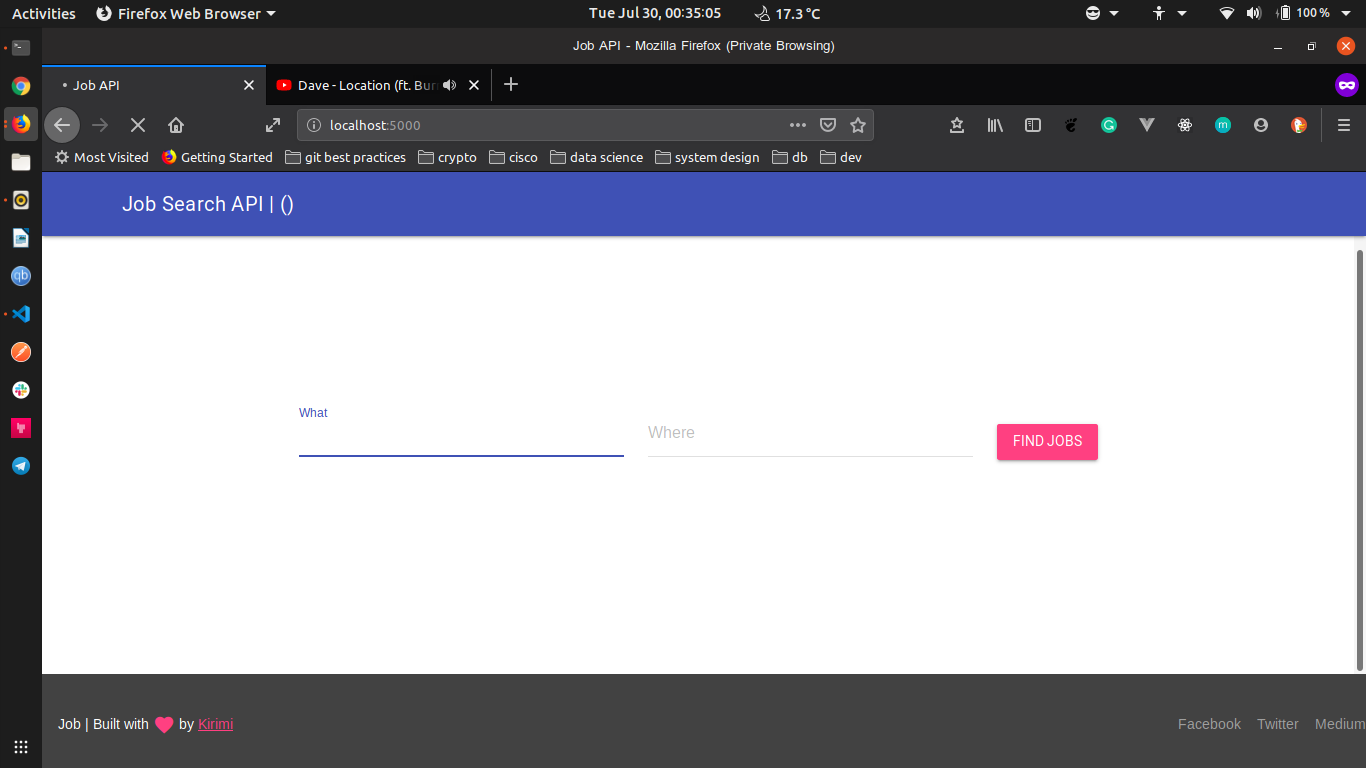 Activities Firefox Web Browser Tue Jul 30, 00:35:05 17.3 °C 100 %
Job API - Mozilla Firefox (Private Browsing)
• Job API Dave - Location (ft. Bur
localhost:5000
Most Visited Getting Started git best practices crypto cisco data science system design db dev
Job Search API | ()
What
Where
FIND JOBS
Job | Built with by Kirimi
Facebook Twitter Medium